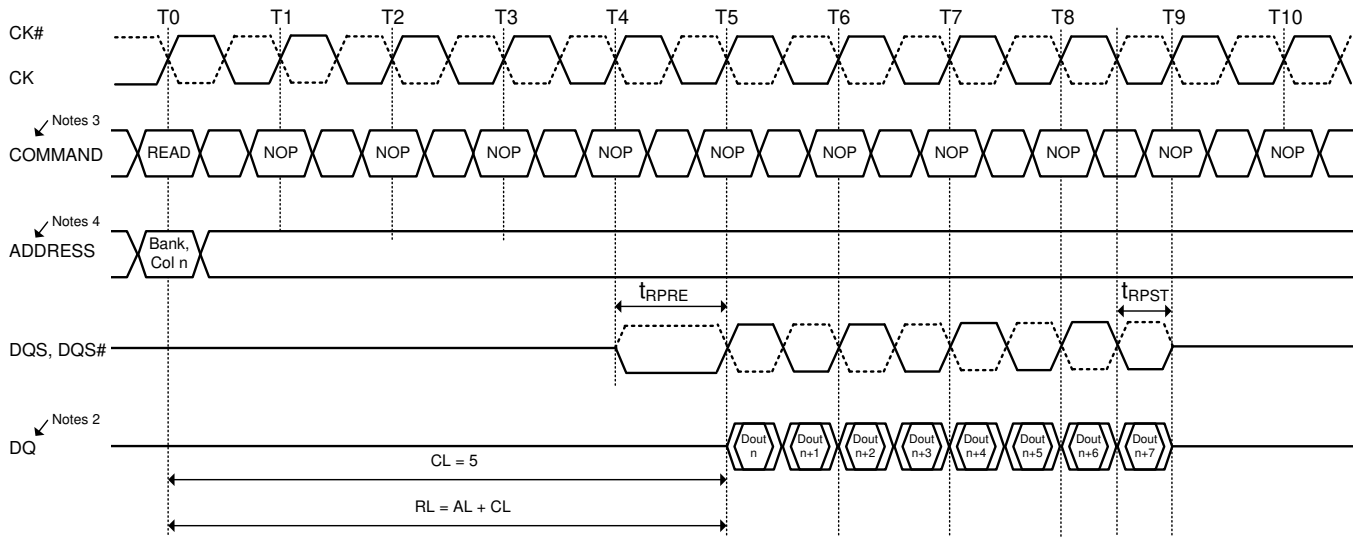 T0 T1 T2 T3 T4 T5 T6 T7 T8 T9 T10
CK#
CK
Notes 3
COMMAND READ NOP NOP NOP NOP NOP NOP NOP NOP NOP NOP
Notes 4
ADDRESS
Bank,
Col n
tRPRE tRPST
DQS, DQS#
Notes 2
DQ
Dout n
Dout n+1
Dout n+2
Dout n+3
Dout n+4
Dout n+5
Dout n+6
Dout n+7
CL = 5
RL = AL + CL